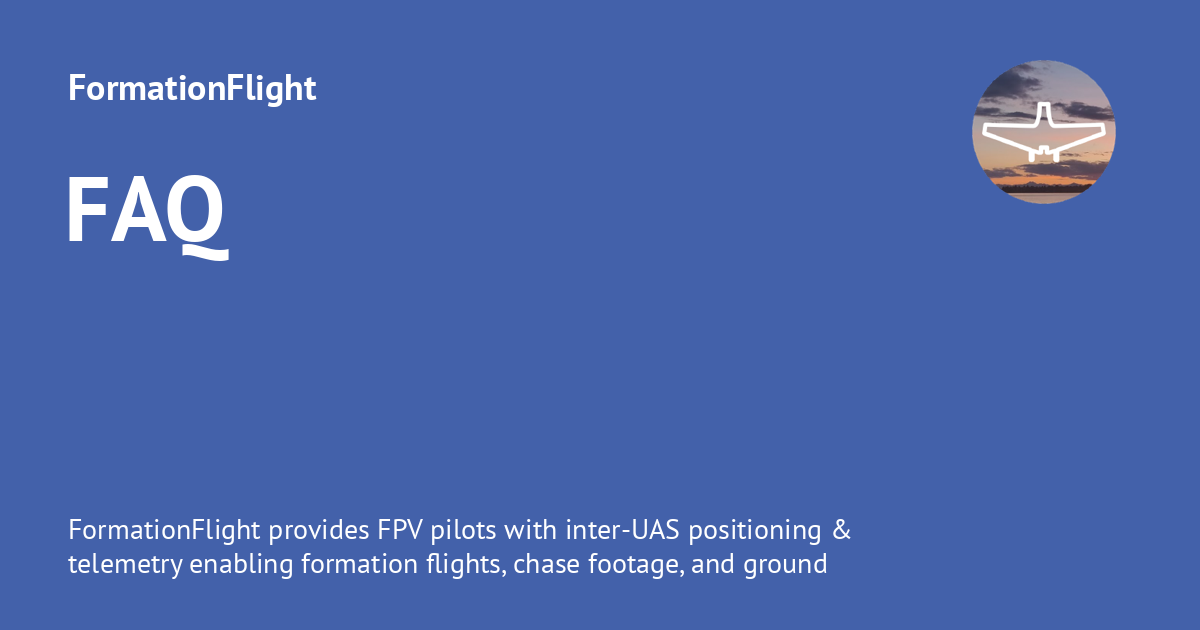 FormationFlight
FAQ
FormationFlight provides FPV pilots with inter-UAS positioning &
telemetry enabling formation flights, chase footage, and ground